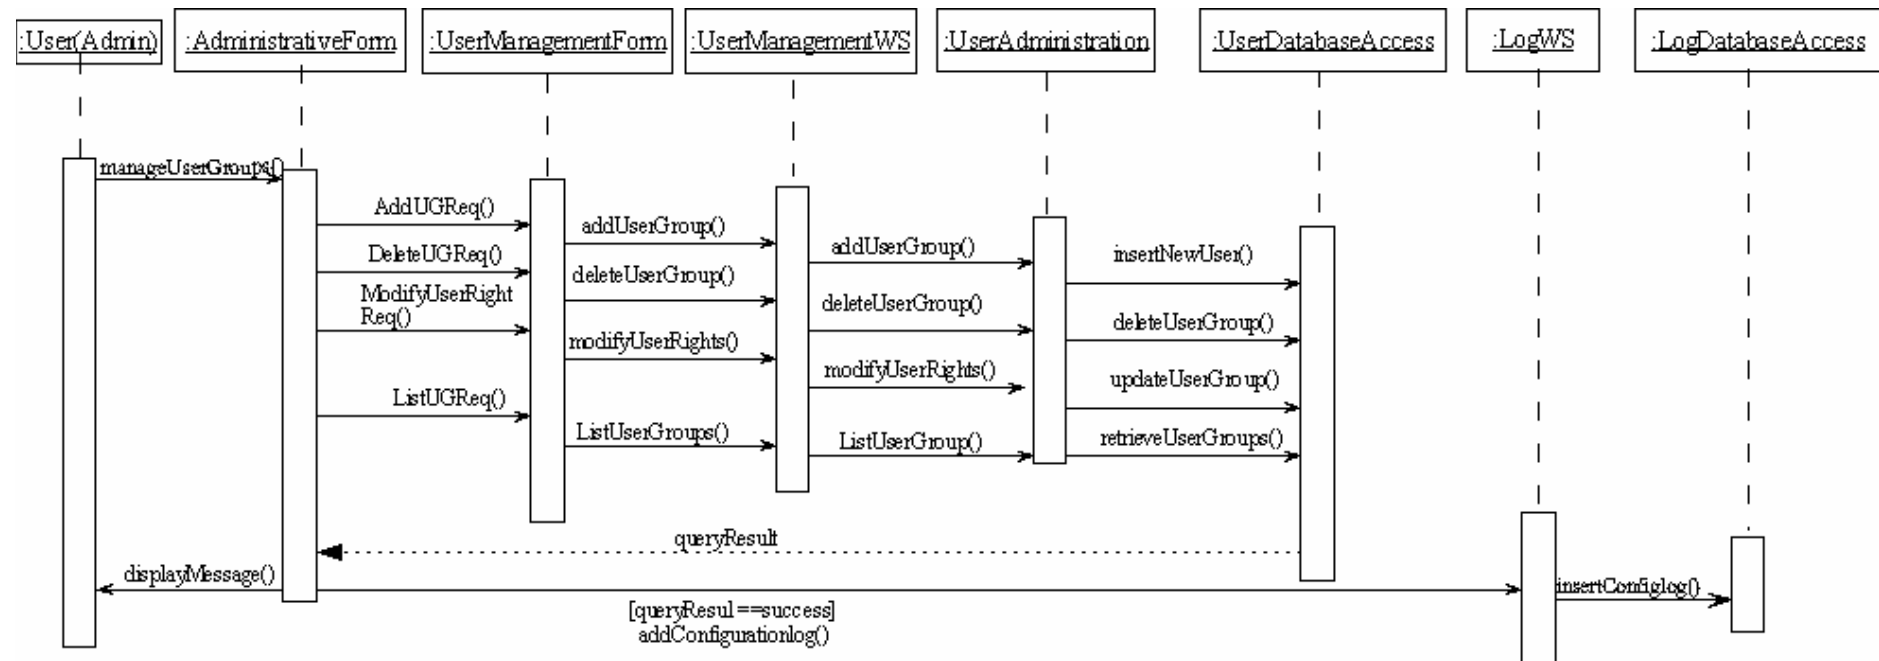 :User(Admin)
:AdministrativeForm
:UserManagementForm
:UserManagementWS
:UserAdministration
:UserDatabaseAccess
:LogWS
:LogDatabaseAccess
manageUserGroups()
AddUGReq()
addUserGroup()
addUserGroup()
insertNewUser()
DeleteUGReq()
deleteUserGroup()
deleteUserGroup()
deleteUserGroup()
ModifyUserRight
Req()
modifyUserRights()
modifyUserRights()
updateUserGroup()
ListUGReq()
ListUserGroups()
ListUserGroup()
retrieveUserGroups()
queryResult
displayMessage()
[queryResul==success]
addConfigurationlog()
insertConfiglog()